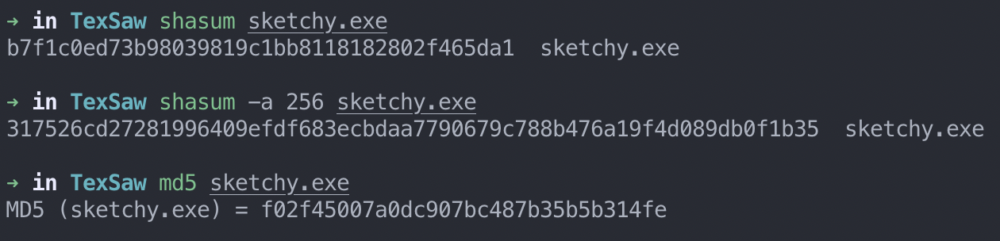 → in TexSaw shasum sketchy.exe
b7f1c0ed73b98039819c1bb8118182802f465da1  sketchy.exe
→ in TexSaw shasum -a 256 sketchy.exe
317526cd27281996409efdf683ecbdaa7790679c788b476a19f4d089db0f1b35  sketchy.exe
→ in TexSaw md5 sketchy.exe
MD5 (sketchy.exe) = f02f45007a0dc907bc487b35b5b314fe